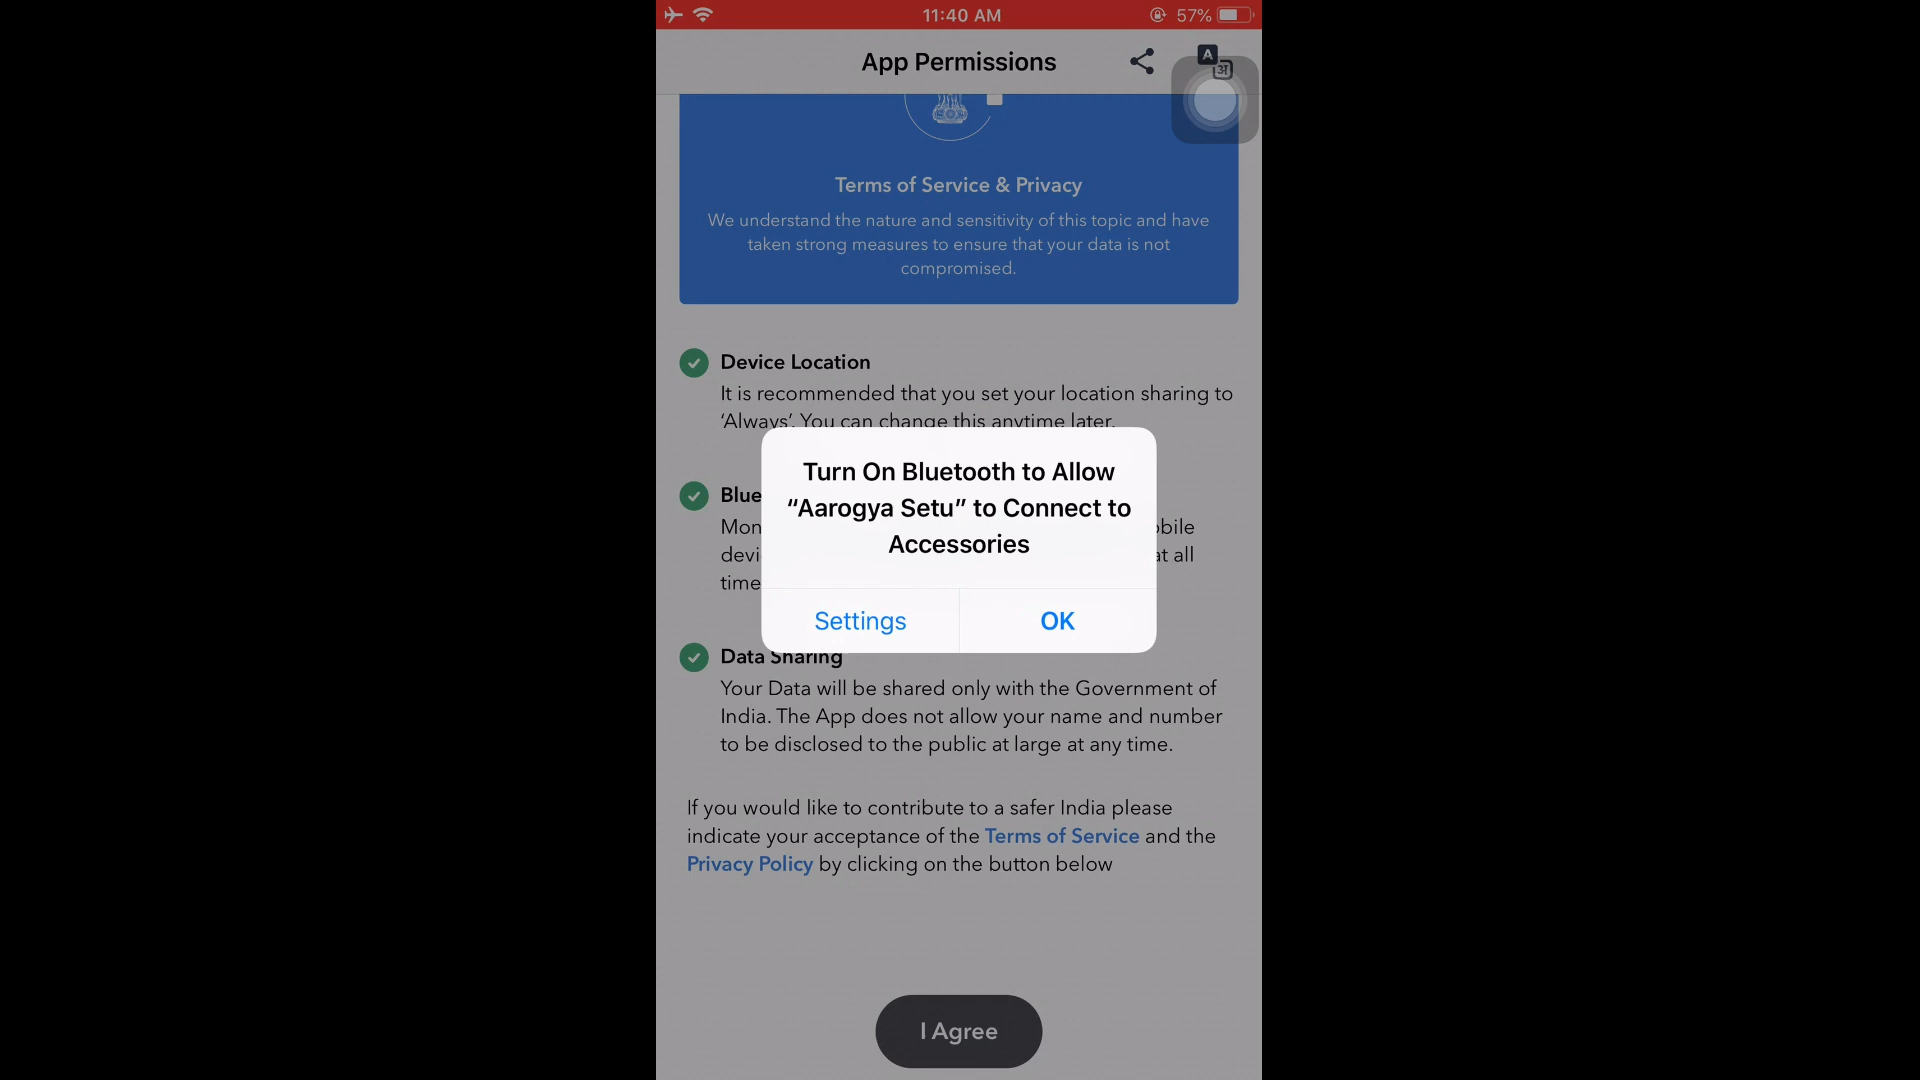 11:40 AM
57%
App Permissions
A
अ
Terms of Service & Privacy
We understand the nature and sensitivity of this topic and have
taken strong measures to ensure that your data is not
compromised.
Device Location
It is recommended that you set your location sharing to
‘Always’. You can change this anytime later.
Turn On Bluetooth to Allow
“Aarogya Setu” to Connect to
Accessories
Settings
OK
at all
Data Sharing
Your Data will be shared only with the Government of
India. The App does not allow your name and number
to be disclosed to the public at large at any time.
If you would like to contribute to a safer India please
indicate your acceptance of the Terms of Service and the
Privacy Policy by clicking on the button below
I Agree